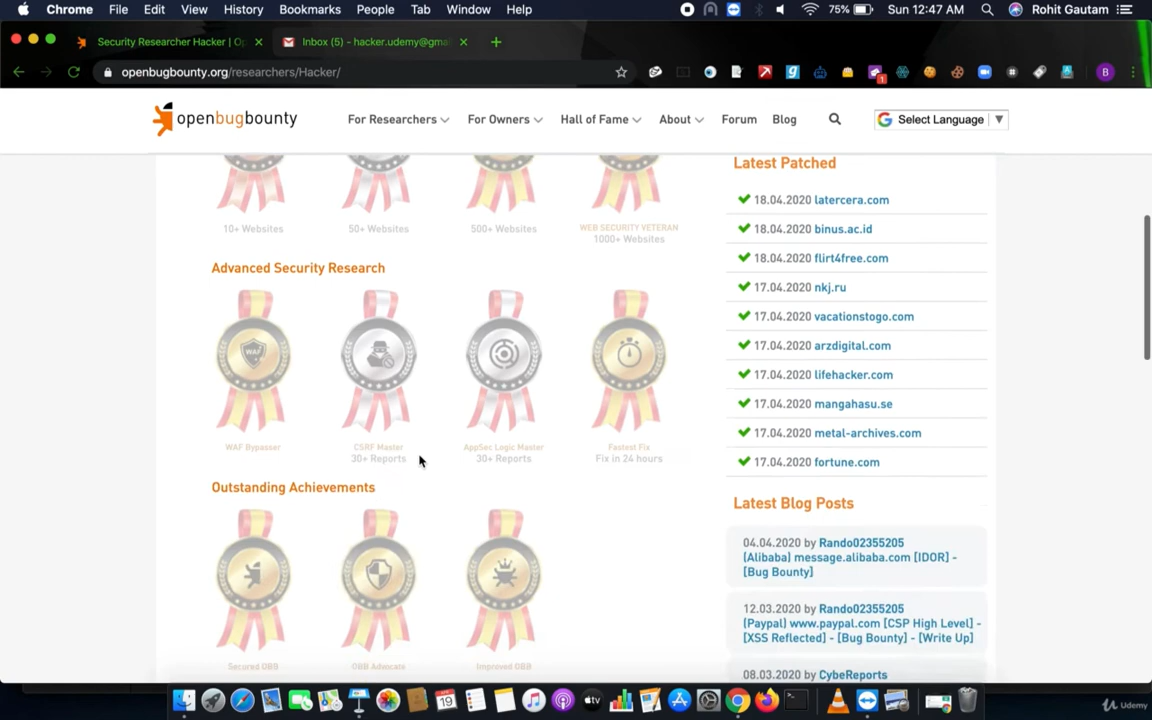 Chrome File Edit View History Bookmarks People Tab Window Help 75% Sun 12:47 AM Rohit Gautam
Security Researcher Hacker | Op
Inbox (5) - hacker.udemy@gma
openbugbounty.org/researchers/Hacker/
B
1
openbugbounty
For Researchers
For Owners
Hall of Fame
About
Forum
Blog
G Select Language
10+ Websites
50+ Websites
500+ Websites
WEB SECURITY VETERAN
1000+ Websites
Advanced Security Research
WAF
WAF Bypasser
CSRF Master
30+ Reports
AppSec Logic Master
30+ Reports
Fastest Fix
Fix in 24 hours
Outstanding Achievements
Secured OBB
OBB Advocate
Improved OBB
Latest Patched
18.04.2020 latercera.com
18.04.2020 binus.ac.id
18.04.2020 flirt4free.com
17.04.2020 nkj.ru
17.04.2020 vacationstogo.com
17.04.2020 arzdigital.com
17.04.2020 lifehacker.com
17.04.2020 mangahasu.se
17.04.2020 metal-archives.com
17.04.2020 fortune.com
Latest Blog Posts
04.04.2020 by Rando02355205
[Alibaba] message.alibaba.com [IDOR] -
[Bug Bounty]
12.03.2020 by Rando02355205
[Paypal] www.paypal.com [CSP High Level] -
[XSS Reflected] - [Bug Bounty] - [Write Up]
08.03.2020 by CybeReports
19
tv
Udemy